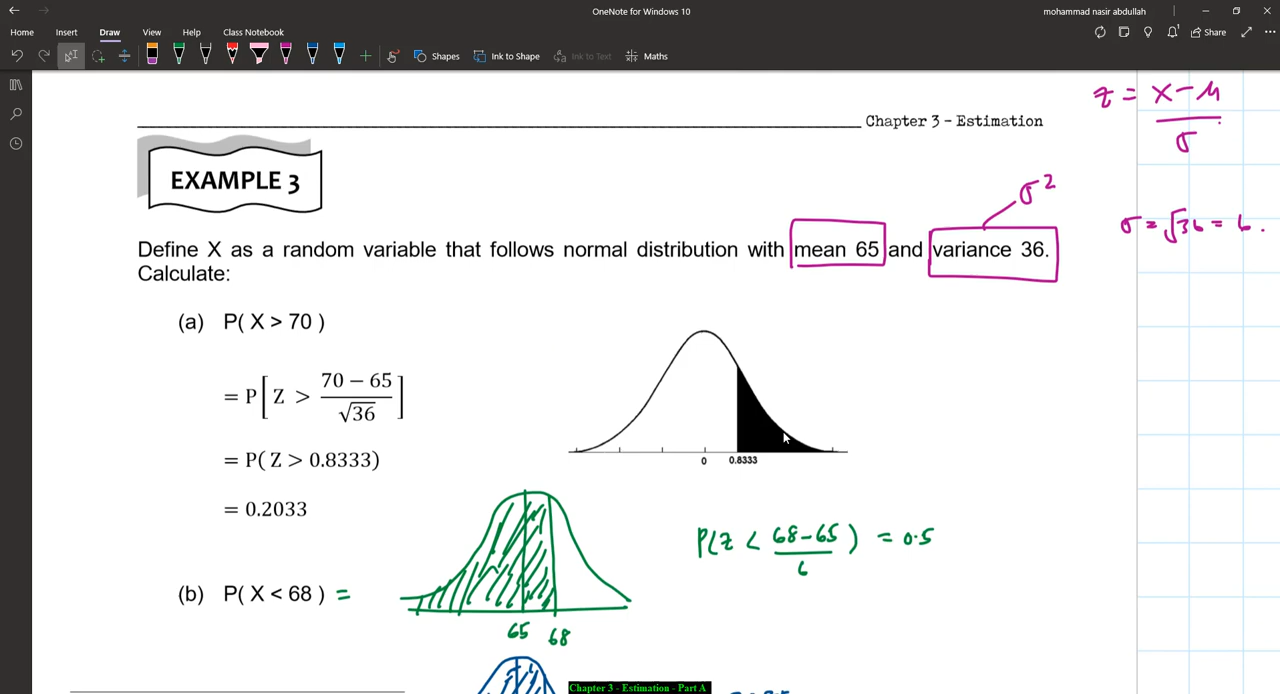 OneNote for Windows 10
mohammad nasir abdullah
Home Insert Draw View Help Class Notebook
Share
Shapes Ink to Shape Ink to Text Maths
z = x - μ / σ
Chapter 3 – Estimation
EXAMPLE 3
σ²
σ = √36 = 6.
Define X as a random variable that follows normal distribution with mean 65 and variance 36.
Calculate:
(a) P( X > 70 )
= P[ Z > 70 − 65 / √36 ]
= P( Z > 0.8333)
0 0.8333
= 0.2033
P(Z < 68-65 / 6 ) = 0.5
(b) P( X < 68 ) =
65 68
Chapter 3 - Estimation - Part A